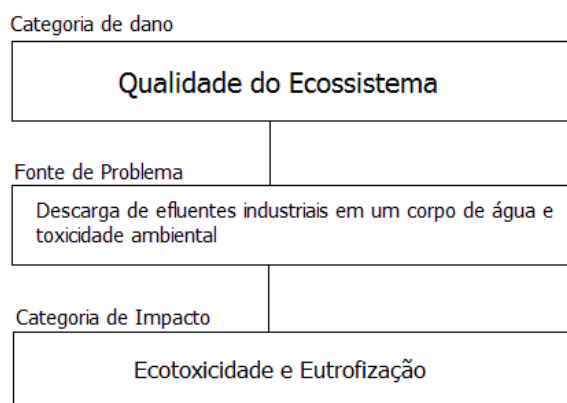 Categoria de dano
Qualidade do Ecossistema
Fonte de Problema
Descarga de efluentes industriais em um corpo de água e
toxicidade ambiental
Categoria de Impacto
Ecotoxicidade e Eutrofização